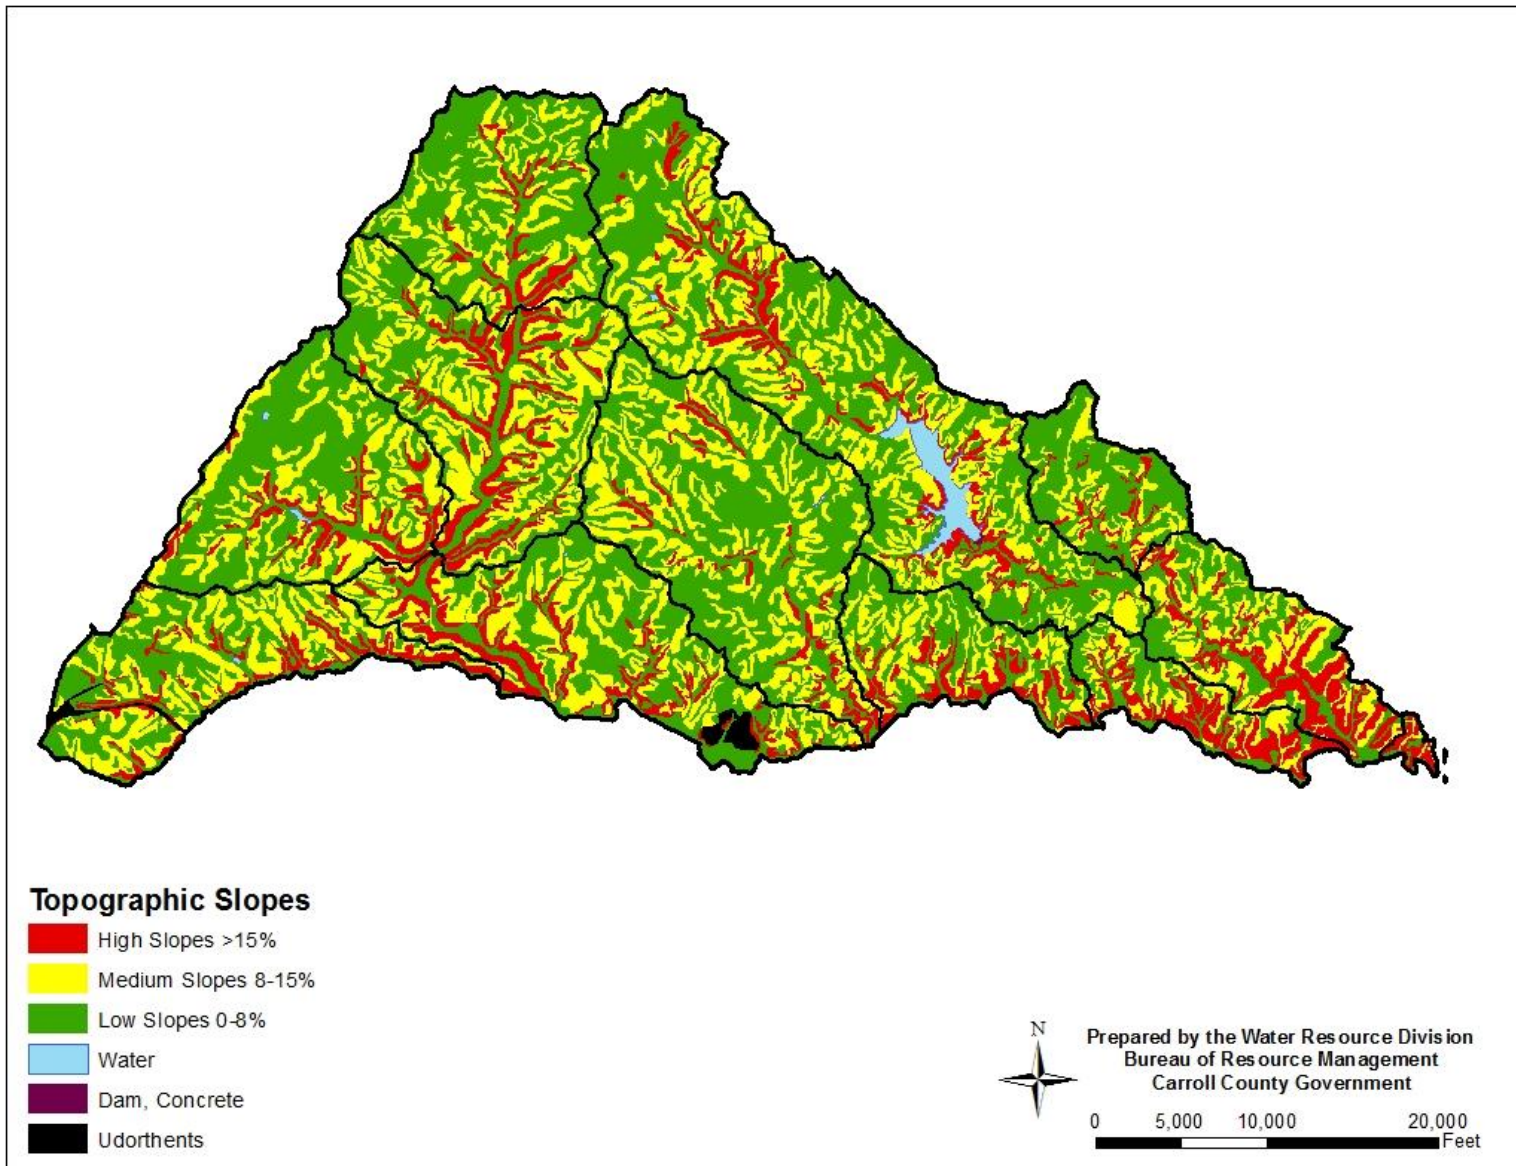 Topographic Slopes
High Slopes >15%
Medium Slopes 8-15%
Low Slopes 0-8%
Water
Dam, Concrete
Udorthents
N
Prepared by the Water Resource Division
Bureau of Resource Management
Carroll County Government
0 5,000 10,000 20,000
Feet